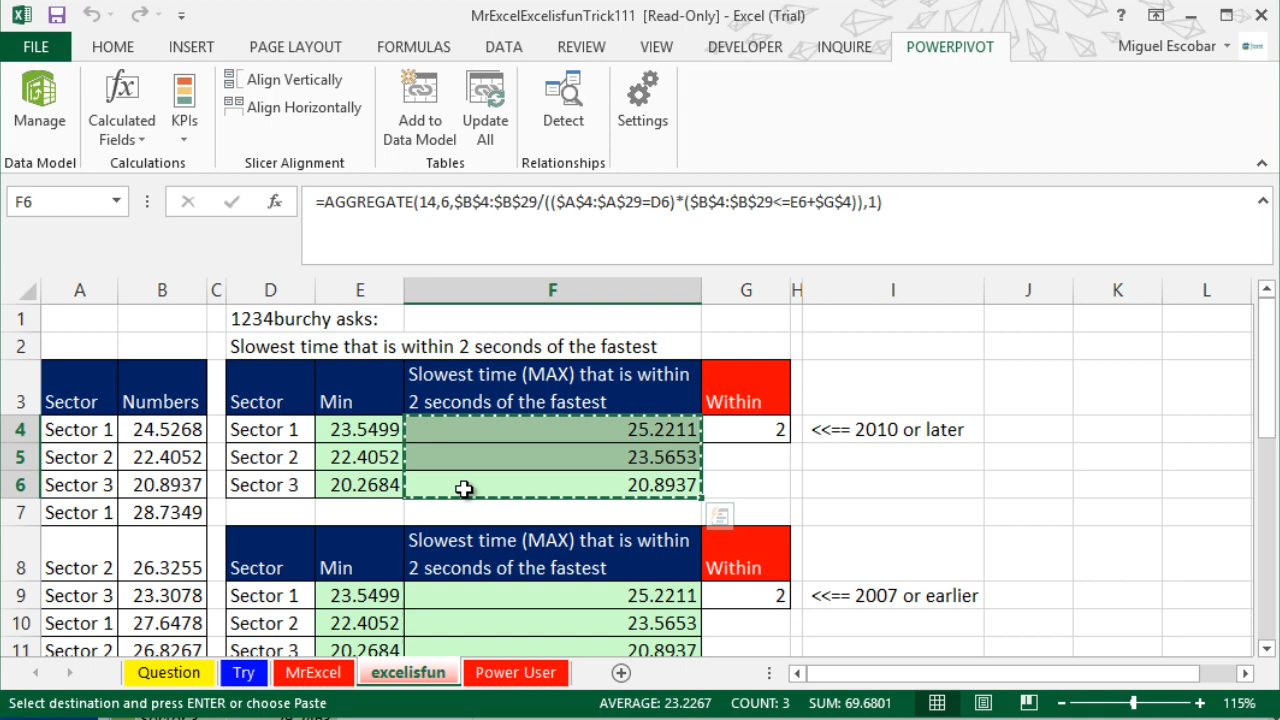 MrExcelExcelisfunTrick111 [Read-Only] - Excel (Trial)
?
FILE HOME INSERT PAGE LAYOUT FORMULAS DATA REVIEW VIEW DEVELOPER INQUIRE POWERPIVOT Miguel Escobar
Manage
Calculated Fields
KPIs
Align Vertically
Align Horizontally
Add to Data Model
Update All
Detect
Settings
Data Model Calculations Slicer Alignment Tables Relationships
F6 fx =AGGREGATE(14,6,$B$4:$B$29/(($A$4:$A$29=D6)*($B$4:$B$29<=E6+$G$4)),1)
A B C D E F G H I J K L
1 1234burchy asks:
2 Slowest time that is within 2 seconds of the fastest
3 Sector Numbers Sector Min Slowest time (MAX) that is within 2 seconds of the fastest Within
4 Sector 1 24.5268 Sector 1 23.5499 25.2211 2 <<== 2010 or later
5 Sector 2 22.4052 Sector 2 22.4052 23.5653
6 Sector 3 20.8937 Sector 3 20.2684 20.8937
7 Sector 1 28.7349
8 Sector 2 26.3255 Sector Min Slowest time (MAX) that is within 2 seconds of the fastest Within
9 Sector 3 23.3078 Sector 1 23.5499 25.2211 2 <<== 2007 or earlier
10 Sector 1 27.6478 Sector 2 22.4052 23.5653
11 Sector 2 26.8267 Sector 3 20.2684 20.8937
Question Try MrExcel excelisfun Power User
Select destination and press ENTER or choose Paste AVERAGE: 23.2267 COUNT: 3 SUM: 69.6801 115%